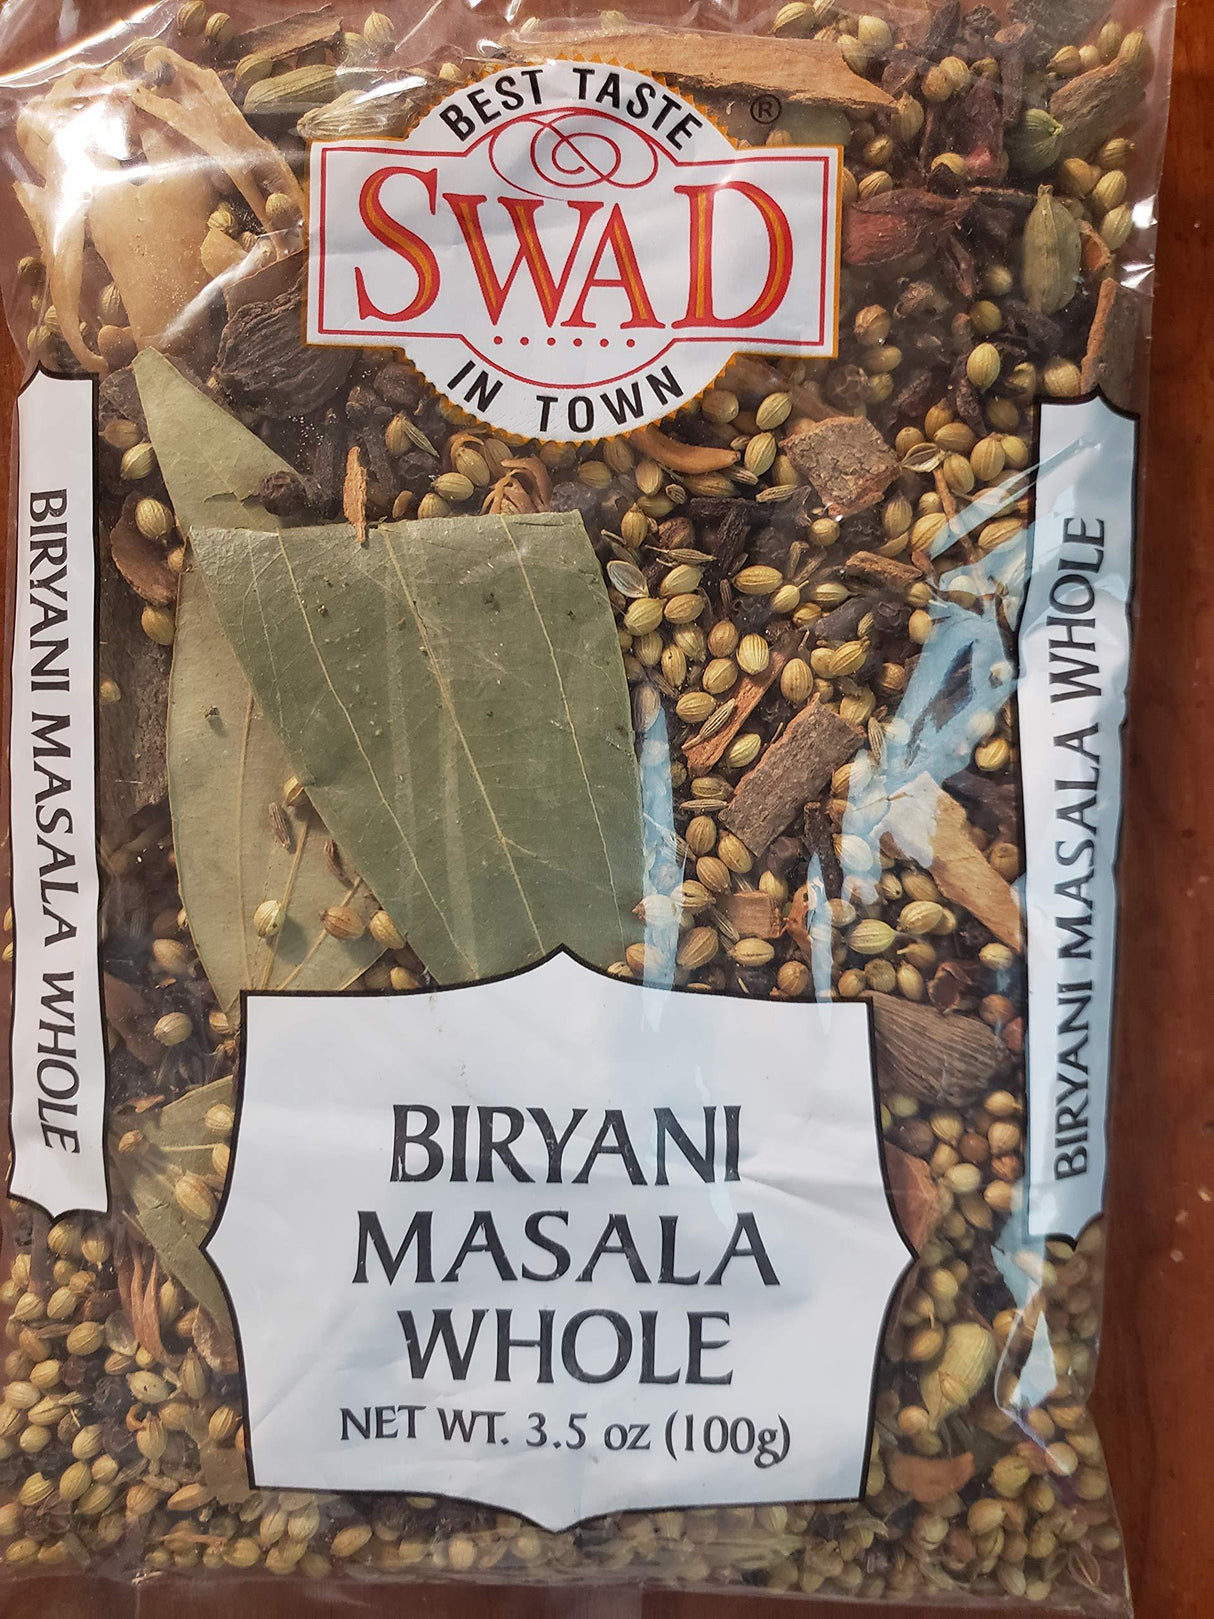 BEST TASTE
®
SWAD
IN TOWN
BIRYANI MASALA WHOLE
BIRYANI MASALA WHOLE
BIRYANI
MASALA
WHOLE
NET WT. 3.5 oz (100g)